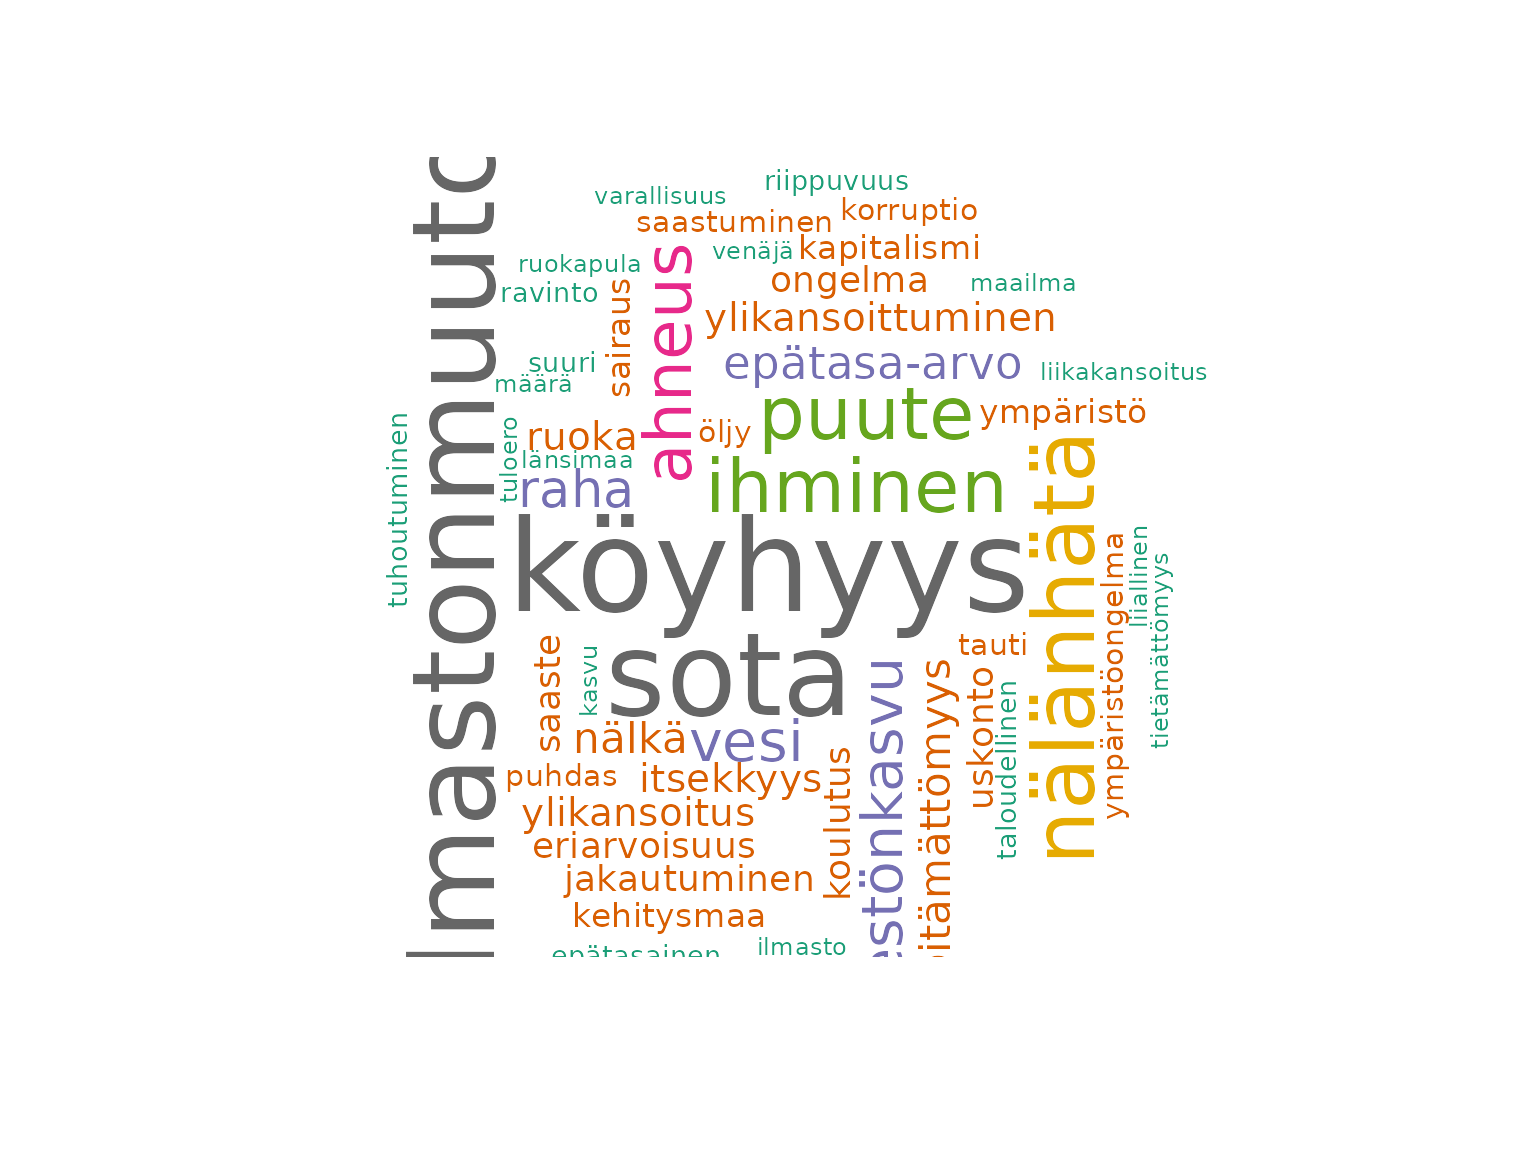 riippuvuus
varallisuus
korruptio
saastuminen
kapitalismi
venäjä
ruokapula
ongelma
maailma
ravinto
ylikansoittuminen
sairaus
ahneus
suuri
epätasa-arvo
liikakansoitus
määrä
puute
ympäristö
ruoka
öljy
tuloero
länsimaa
raha
ihminen
tuhoutuminen
lmastonmuuto
köyhyys
nälänhätä
ympäristöongelma
liiallinen
tietämättömyys
sota
tauti
saaste
kasvu
nälkä
vesi
estönkasvu
itämättömyys
uskonto
taloudellinen
puhdas
itsekkyys
koulutus
ylikansoitus
eriarvoisuus
jakautuminen
kehitysmaa
epätasainen
ilmasto